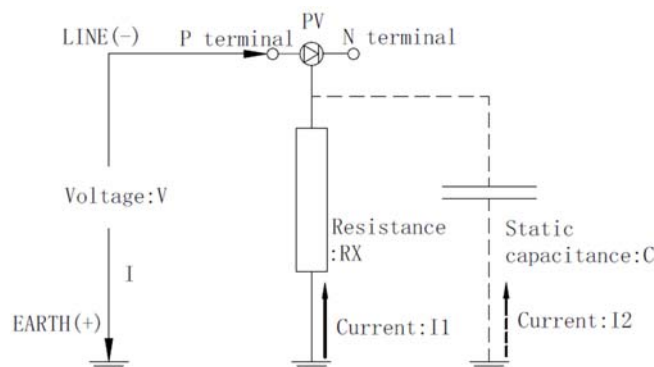 PV
LINE(-)
P terminal
N terminal
Voltage:V
Resistance
:RX
Static
capacitance:C
I
EARTH(+)
Current:I1
Current:I2